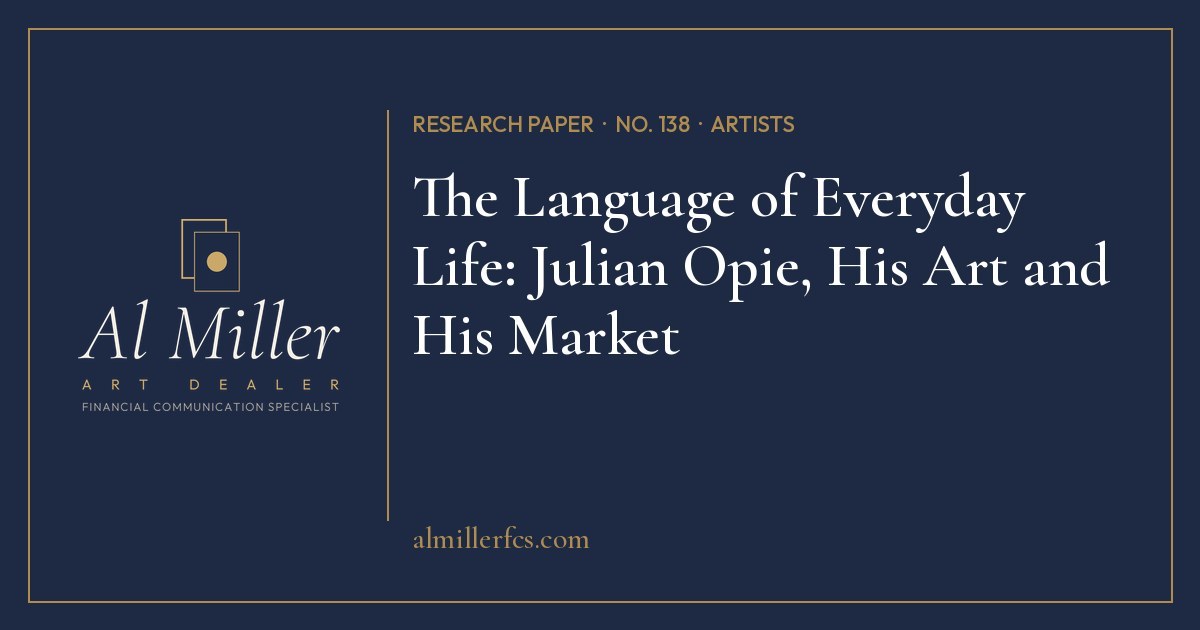 Al Miller
ART DEALER
FINANCIAL COMMUNICATION SPECIALIST
RESEARCH PAPER · NO. 138 · ARTISTS
The Language of Everyday
Life: Julian Opie, His Art and
His Market
almillerfcs.com